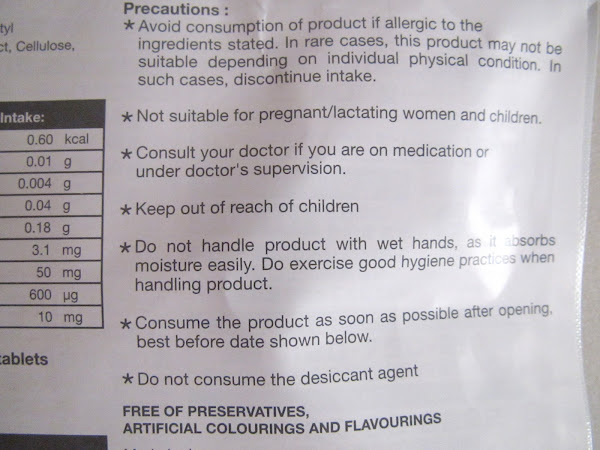 Precautions :
* Avoid consumption of product if allergic to the
ingredients stated. In rare cases, this product may not be
suitable depending on individual physical condition. In
such cases, discontinue intake.
* Not suitable for pregnant/lactating women and children.
* Consult your doctor if you are on medication or
under doctor's supervision.
* Keep out of reach of children
* Do not handle product with wet hands, as it absorbs
moisture easily. Do exercise good hygiene practices when
handling product.
* Consume the product as soon as possible after opening,
best before date shown below.
* Do not consume the desiccant agent
FREE OF PRESERVATIVES,
ARTIFICIAL COLOURINGS AND FLAVOURINGS
tyl
ct, Cellulose,
Intake:
0.60 kcal
0.01 g
0.004 g
0.04 g
0.18 g
3.1 mg
50 mg
600 µg
10 mg
tablets